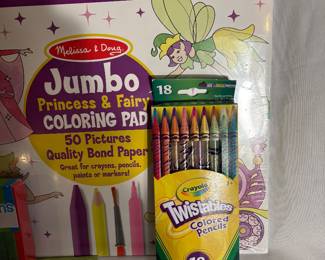 Melissa & Doug
Jumbo
Princess & Fairy
COLORING PAD
50 Pictures
Quality Bond Paper
Great for crayons, pencils,
paints or markers!
18
Crayola
Twistables
Colored
Pencils